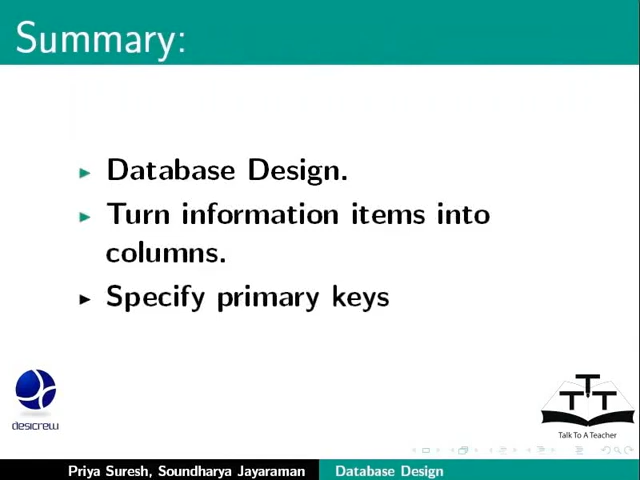 Summary:
Database Design.
Turn information items into
columns.
Specify primary keys
desicrew
T T T
Talk To A Teacher
Priya Suresh, Soundharya Jayaraman
Database Design